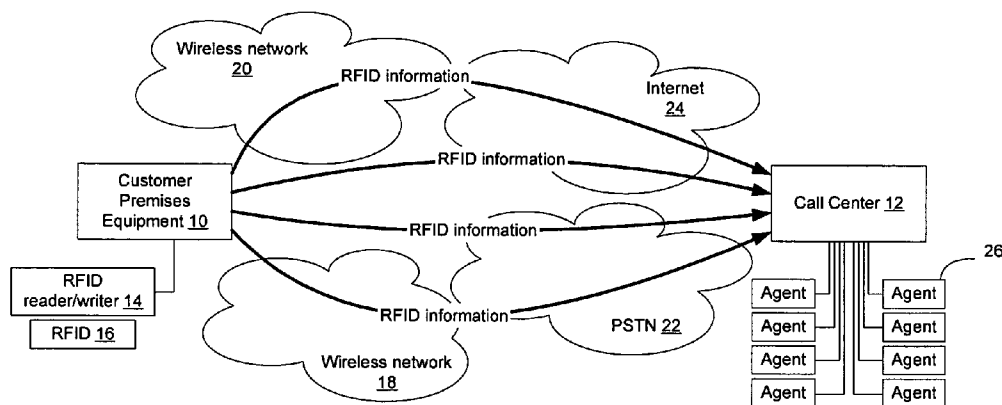 Wireless network
20
RFID information
Internet
24
RFID information
Customer
Premises
Equipment 10
Call Center 12
RFID information
26
RFID
reader/writer 14
RFID information
Agent
Agent
Agent
Agent
RFID 16
PSTN 22
Wireless network
18
Agent
Agent
Agent
Agent